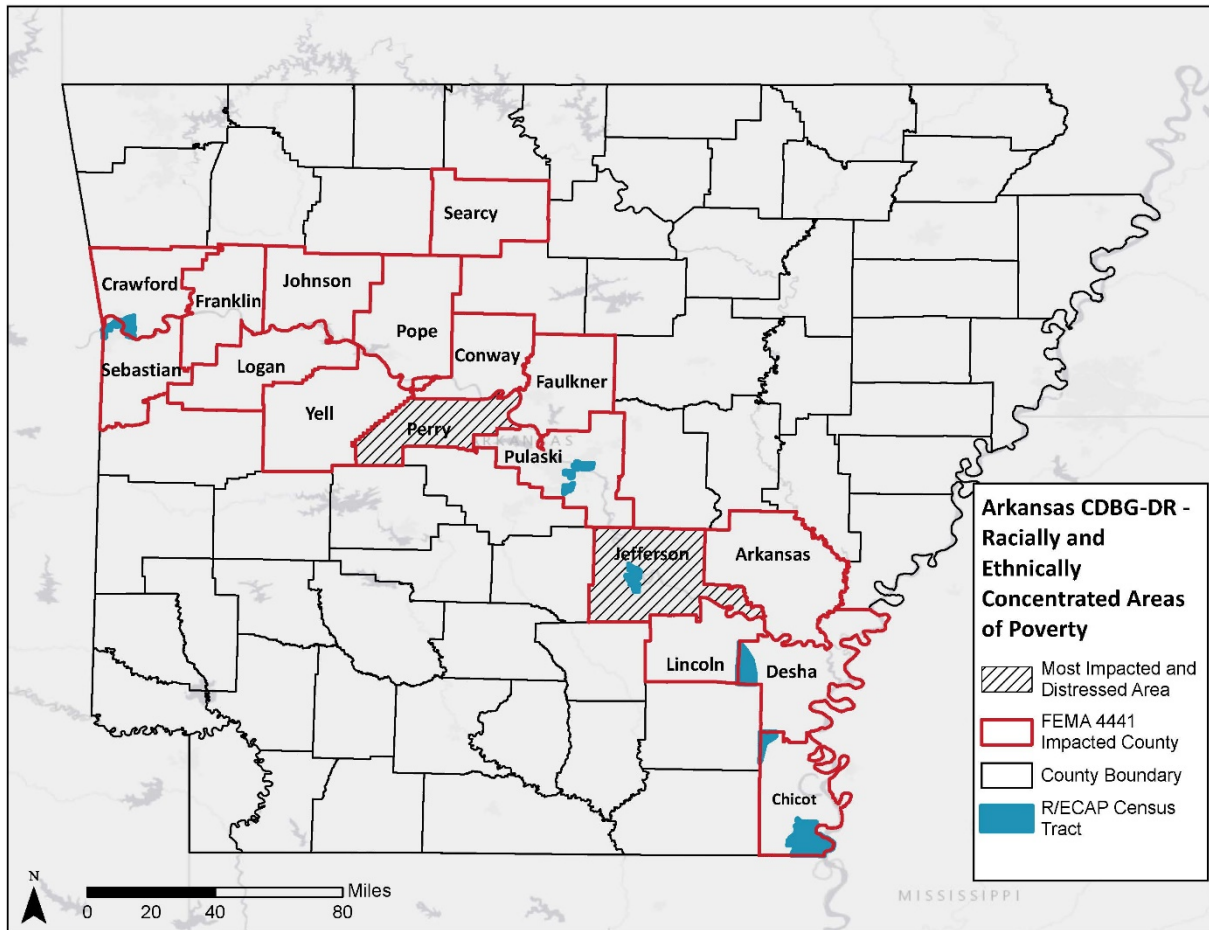 Searcy
Crawford
Franklin
Johnson
Pope
Conway
Sebastian
Logan
Faulkner
Yell
Perry
ARKANSAS
Pulaski
Jefferson
Arkansas
Lincoln
Desha
Chicot
Arkansas CDBG-DR -
Racially and
Ethnically
Concentrated Areas
of Poverty
Most Impacted and
Distressed Area
FEMA 4441
Impacted County
County Boundary
R/ECAP Census
Tract
N
Miles
0 20 40 80
MISSISSIPPI